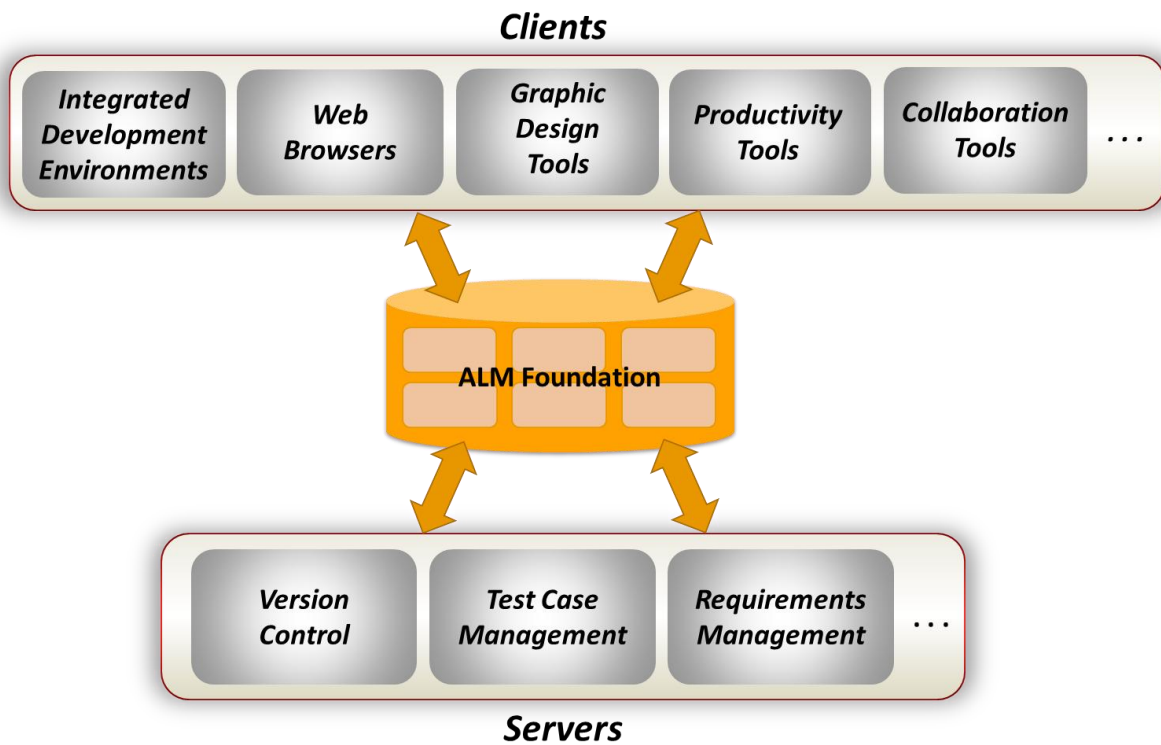 Clients
Integrated
Development
Environments
Web
Browsers
Graphic
Design
Tools
Productivity
Tools
Collaboration
Tools
...
ALM Foundation
Version
Control
Test Case
Management
Requirements
Management
...
Servers